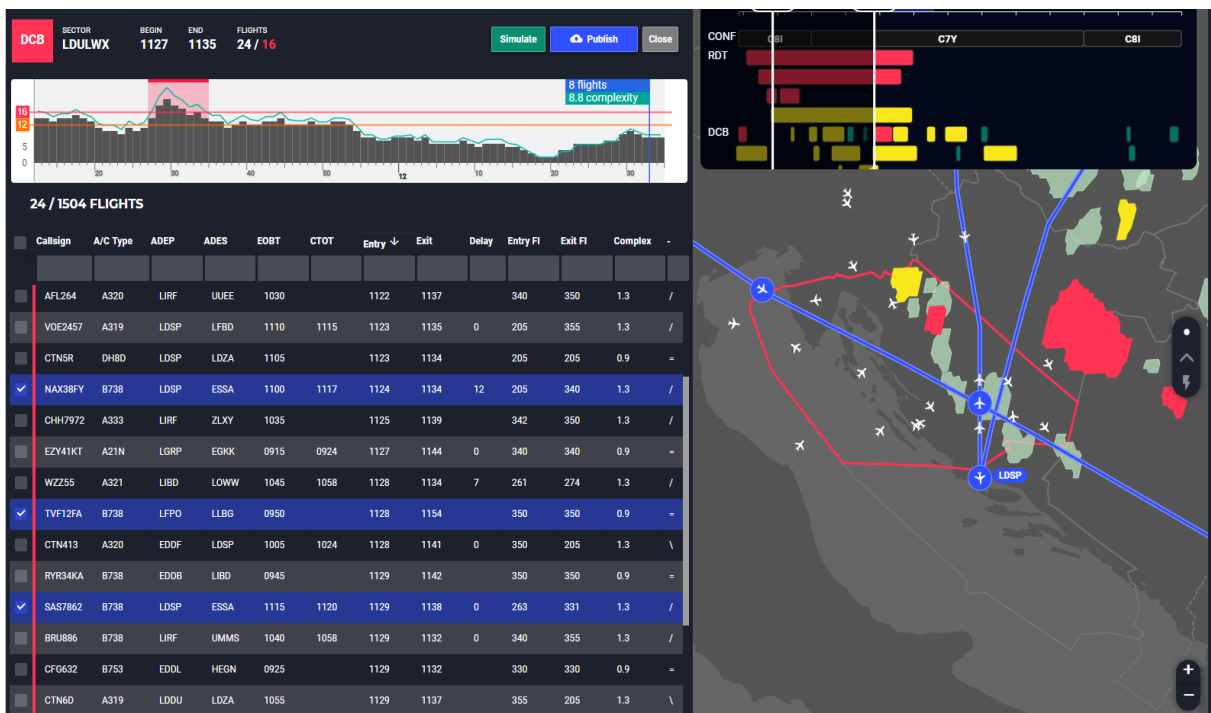 DCB SECTOR LDULWX BEGIN 1127 END 1135 FLIGHTS 24 / 16 Simulate Publish Close
8 flights
8.8 complexity
16
12
5
0
20 30 40 50 12 10 20 30
24 / 1504 FLIGHTS
Callsign A/C Type ADEP ADES EOBT CTOT Entry ↓ Exit Delay Entry Fl Exit Fl Complex -
AFL264 A320 LIRF UUEE 1030 1122 1137 340 350 1.3 /
VOE2457 A319 LDSP LFBD 1110 1115 1123 1135 0 205 355 1.3 /
CTN5R DH8D LDSP LDZA 1105 1123 1134 205 205 0.9 =
NAX38FY B738 LDSP ESSA 1100 1117 1124 1134 12 205 340 1.3 /
CHH7972 A333 LIRF ZLXY 1035 1125 1139 342 350 1.3 /
EZY41KT A21N LGRP EGKK 0915 0924 1127 1144 0 340 340 0.9 =
WZZ55 A321 LIBD LOWW 1045 1058 1128 1134 7 261 274 1.3 /
TVF12FA B738 LFPO LLBG 0950 1128 1154 350 350 0.9 =
CTN413 A320 EDDF LDSP 1005 1024 1128 1141 0 350 205 1.3 \
RYR34KA B738 EDDB LIBD 0945 1129 1142 350 350 0.9 =
SAS7862 B738 LDSP ESSA 1115 1120 1129 1138 0 263 331 1.3 /
BRU886 B738 LIRF UMMS 1040 1058 1129 1132 0 340 355 1.3 /
CFG632 B753 EDDL HEGN 0925 1129 1132 330 330 0.9 =
CTN6D A319 LDDU LDZA 1055 1129 1137 355 205 1.3 \
CONF C8I C7Y C8I
RDT
DCB
LDSP
+
−